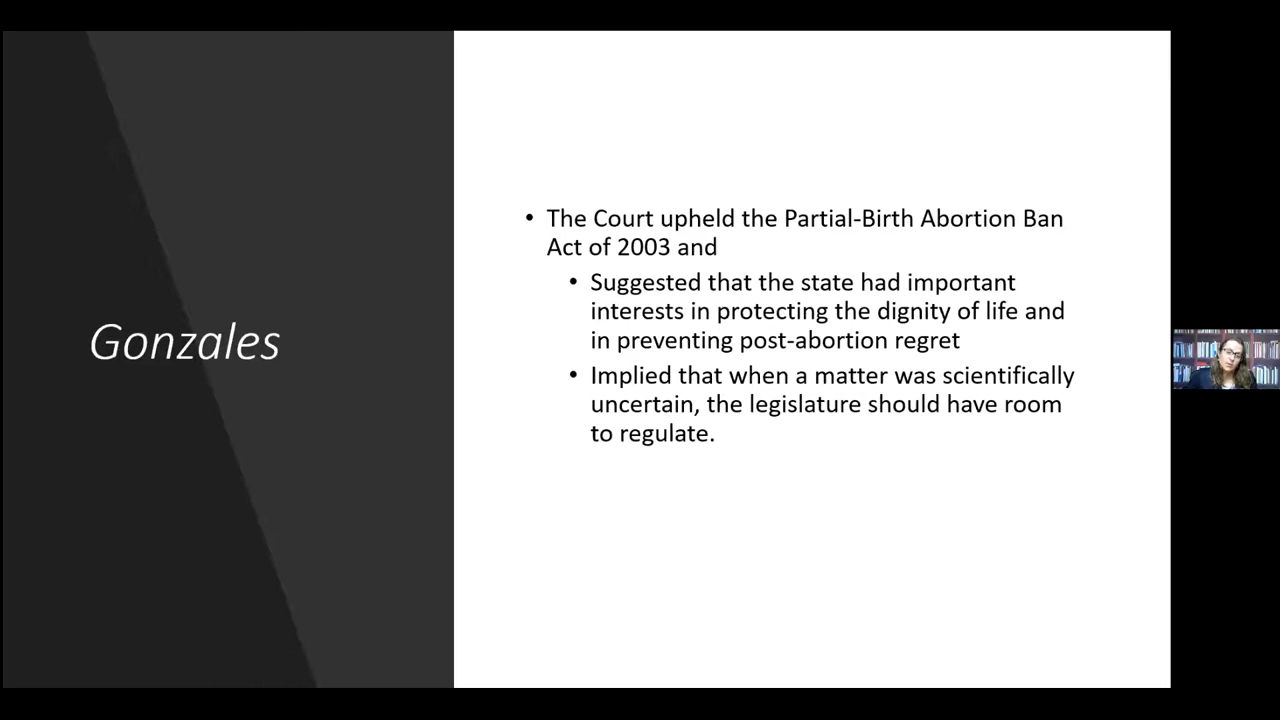 Gonzales
• The Court upheld the Partial-Birth Abortion Ban
Act of 2003 and
• Suggested that the state had important
interests in protecting the dignity of life and
in preventing post-abortion regret
• Implied that when a matter was scientifically
uncertain, the legislature should have room
to regulate.